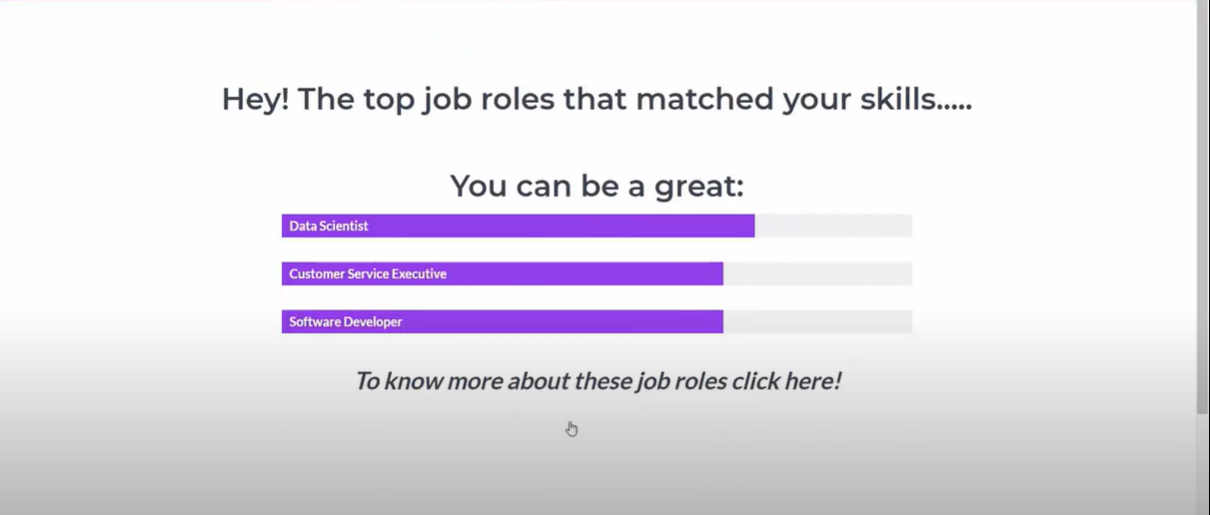 Hey! The top job roles that matched your skills.....
You can be a great:
Data Scientist
Customer Service Executive
Software Developer
To know more about these job roles click here!